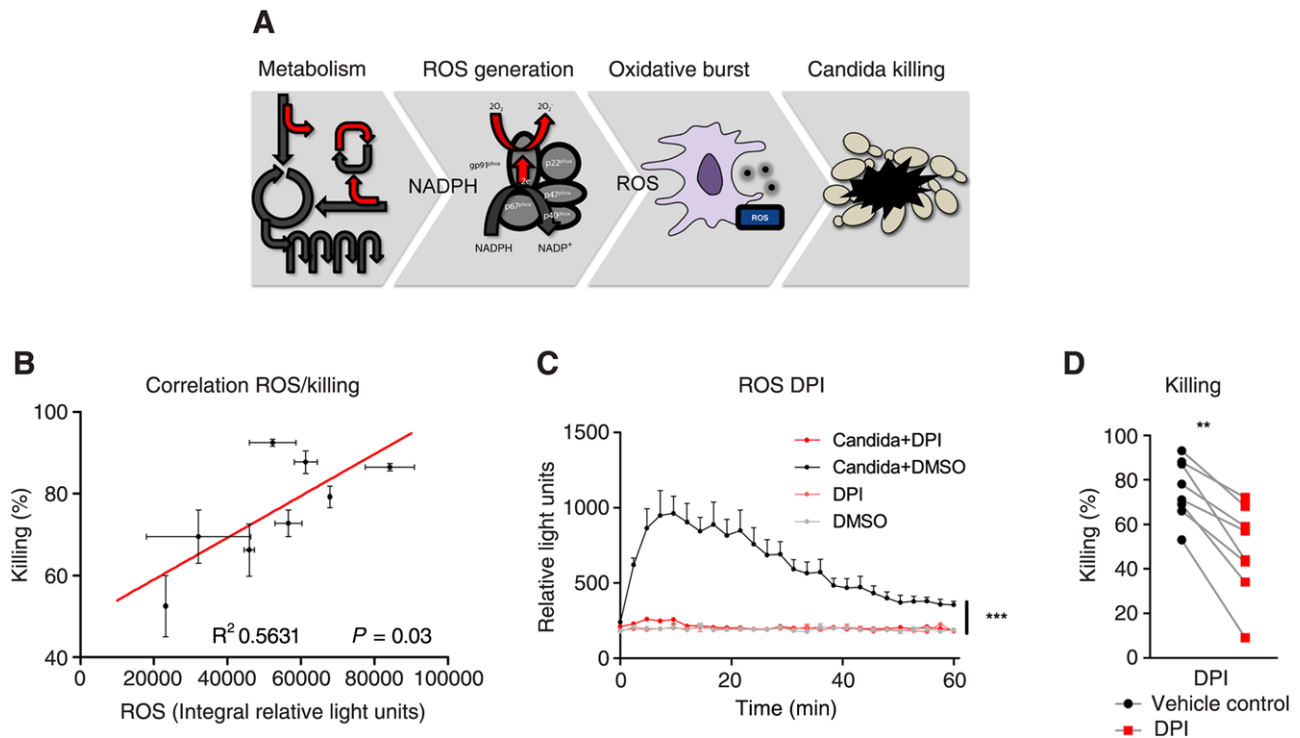 A
Metabolism
ROS generation
Oxidative burst
Candida killing
2O₂
2O₂⁻
gp91ᵖʰᵒˣ
p22ᵖʰᵒˣ
NADPH
2e
p47ᵖʰᵒˣ
p67ᵖʰᵒˣ
p40ᵖʰᵒˣ
NADPH
NADP⁺
ROS
ROS
B
Correlation ROS/killing
Killing (%)
100
80
60
40
R² 0.5631
P = 0.03
0
20000
40000
60000
80000
100000
ROS (Integral relative light units)
C
ROS DPI
Relative light units
1500
1000
500
0
Candida+DPI
Candida+DMSO
DPI
DMSO
***
0
20
40
60
Time (min)
D
Killing
**
Killing (%)
100
80
60
40
20
0
DPI
Vehicle control
DPI